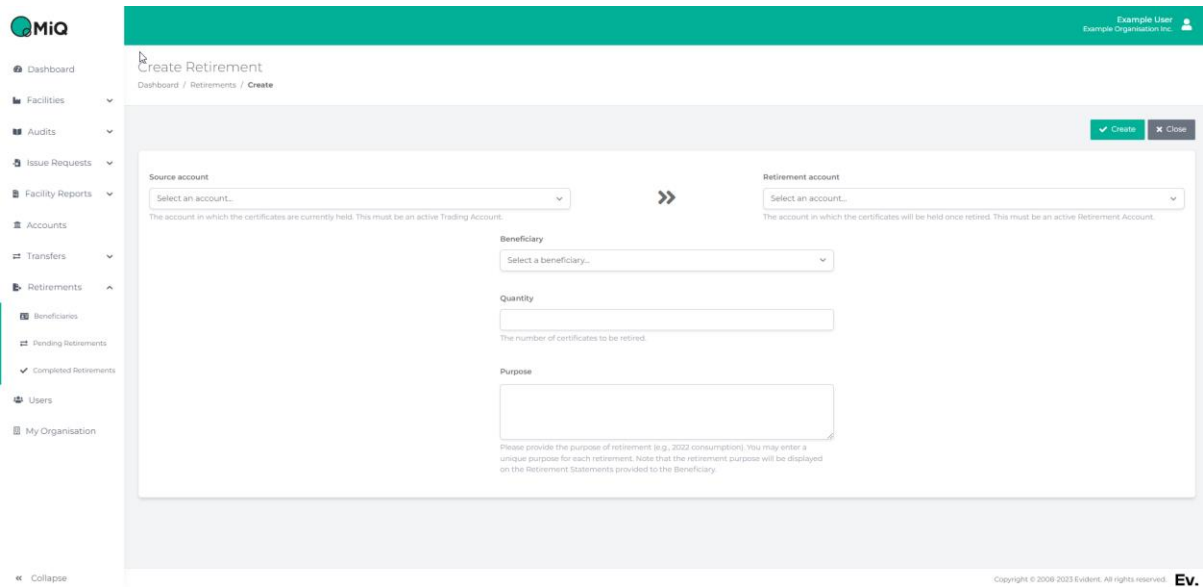 MiQ
Example User
Example Organisation Inc.
Dashboard
Facilities
Audits
Issue Requests
Facility Reports
Accounts
Transfers
Retirements
Beneficiaries
Pending Retirements
Completed Retirements
Users
My Organisation
Collapse
Create Retirement
Dashboard / Retirements / Create
Create
Close
Source account
Select an account...
The account in which the certificates are currently held. This must be an active Trading Account.
Retirement account
Select an account...
The account in which the certificates will be held once retired. This must be an active Retirement Account.
Beneficiary
Select a beneficiary...
Quantity
The number of certificates to be retired.
Purpose
Please provide the purpose of retirement (e.g., 2022 consumption). You may enter a
unique purpose for each retirement. Note that the retirement purpose will be displayed
on the Retirement Statements provided to the Beneficiary.
Copyright © 2008-2023 Evident. All rights reserved.
Ev.